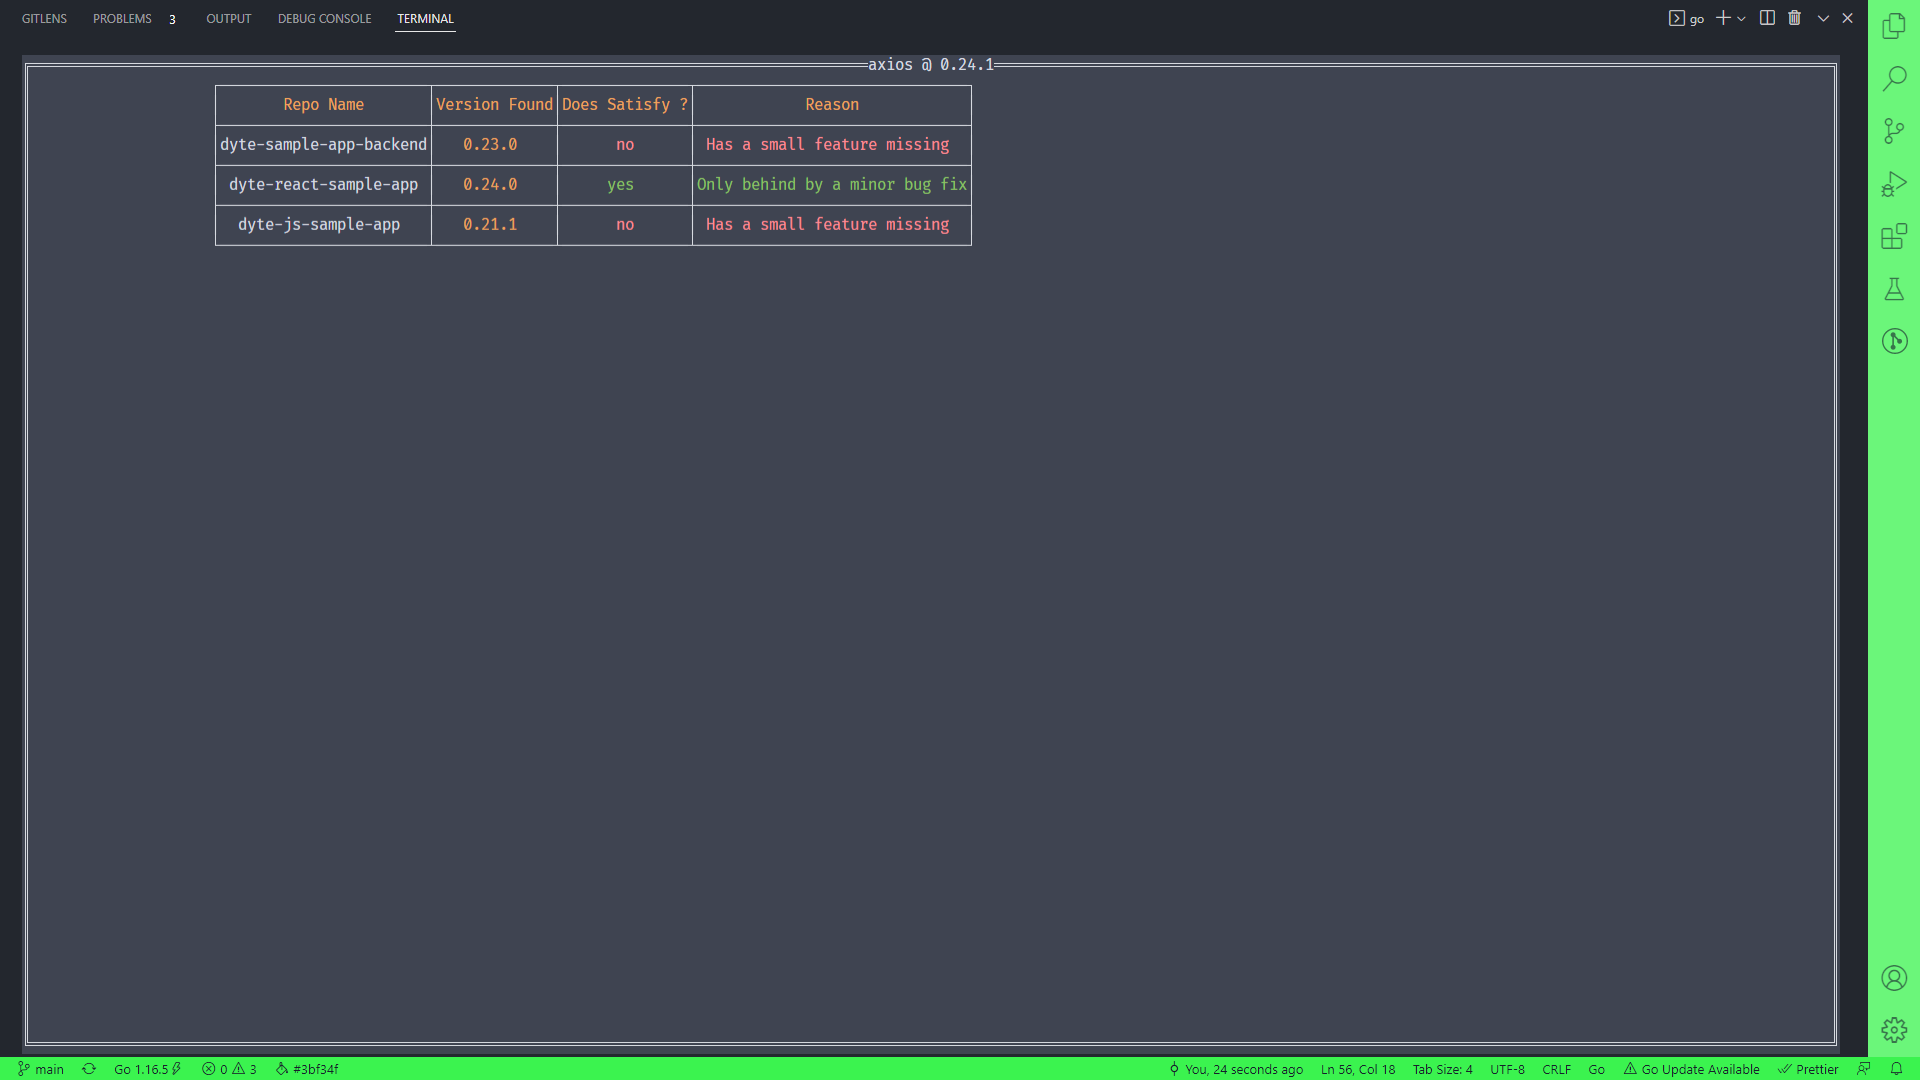 GITLENS PROBLEMS 3 OUTPUT DEBUG CONSOLE TERMINAL go
axios @ 0.24.1
Repo Name Version Found Does Satisfy ? Reason
dyte-sample-app-backend 0.23.0 no Has a small feature missing
dyte-react-sample-app 0.24.0 yes Only behind by a minor bug fix
dyte-js-sample-app 0.21.1 no Has a small feature missing
main Go 1.16.5 0 3 #3bf34f You, 24 seconds ago Ln 56, Col 18 Tab Size: 4 UTF-8 CRLF Go Go Update Available Prettier